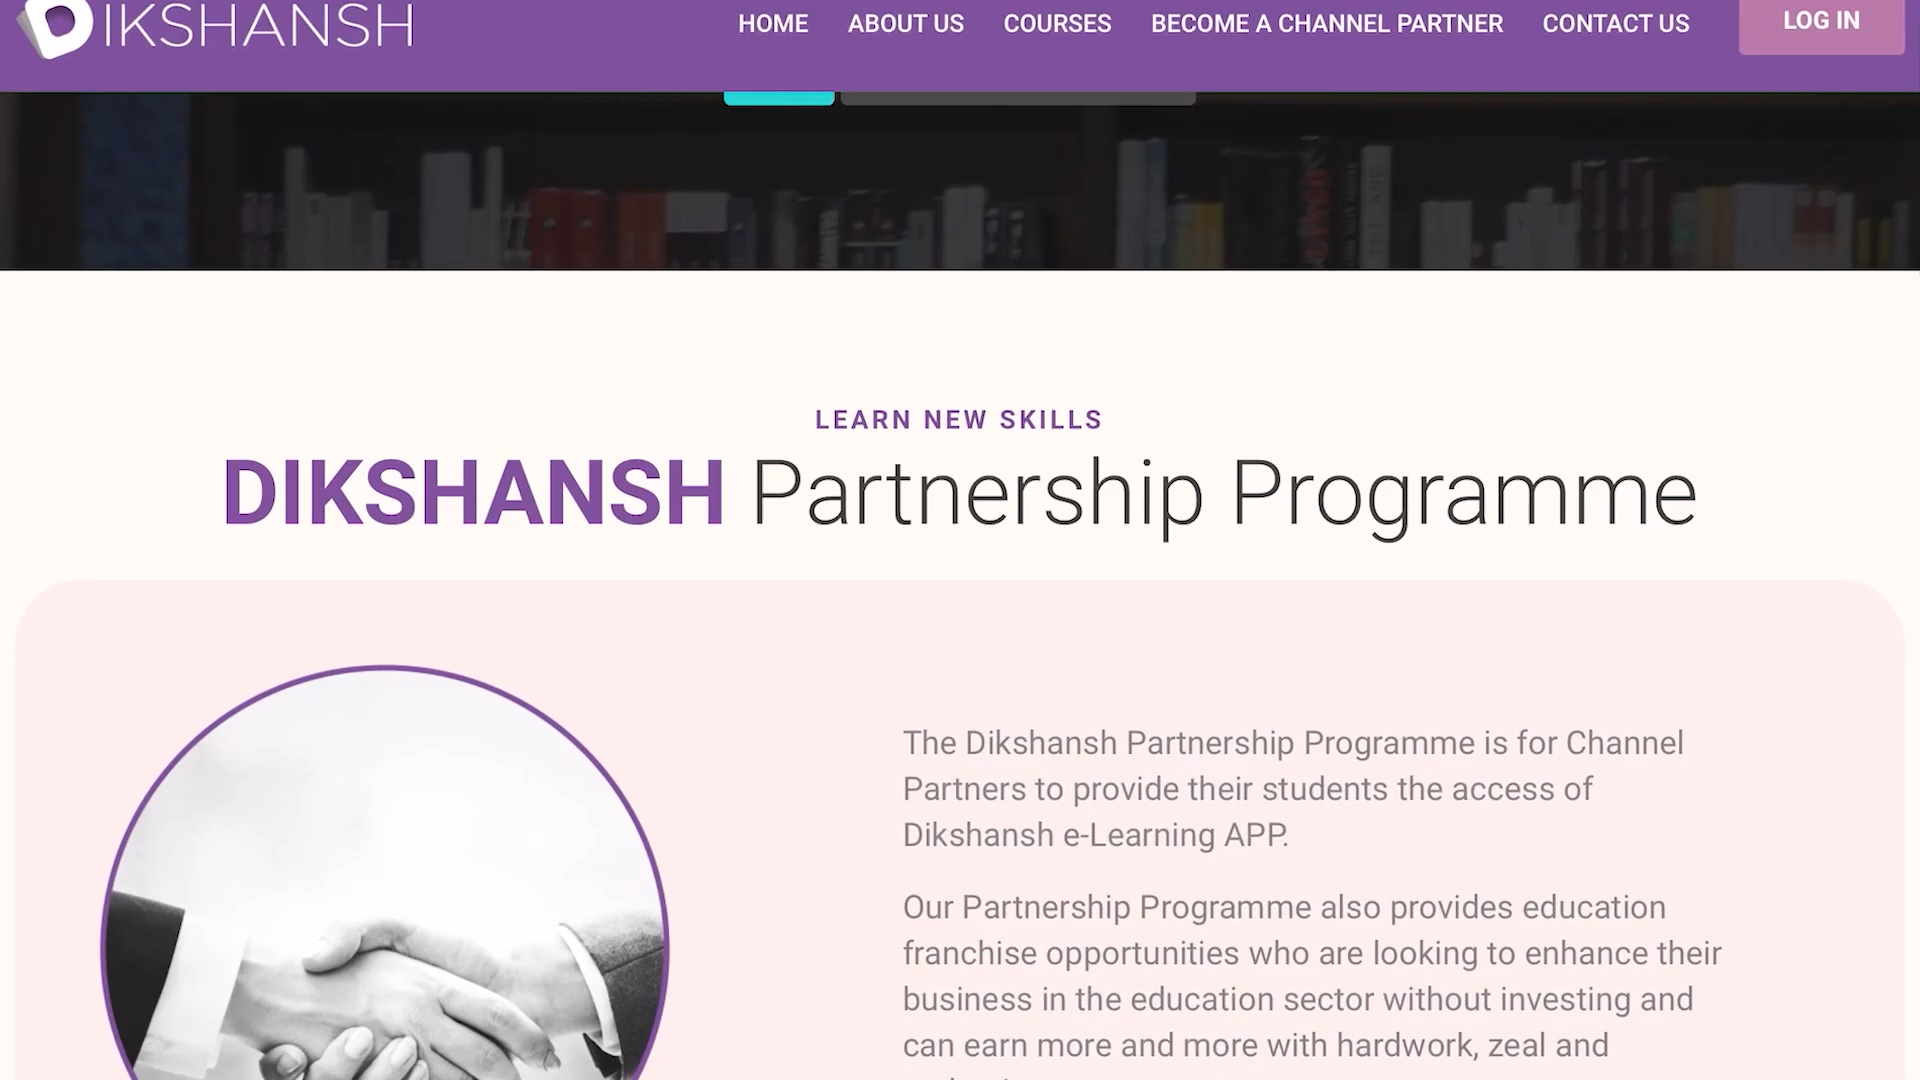 DIKSHANSH
HOME ABOUT US COURSES BECOME A CHANNEL PARTNER CONTACT US LOG IN
LEARN NEW SKILLS
DIKSHANSH Partnership Programme
The Dikshansh Partnership Programme is for Channel
Partners to provide their students the access of
Dikshansh e-Learning APP.
Our Partnership Programme also provides education
franchise opportunities who are looking to enhance their
business in the education sector without investing and
can earn more and more with hardwork, zeal and